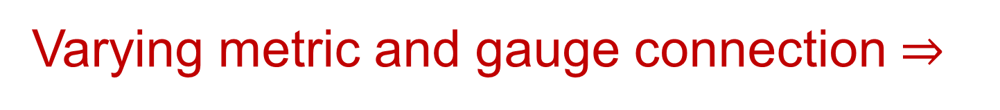 Varying metric and gauge connection ⇒